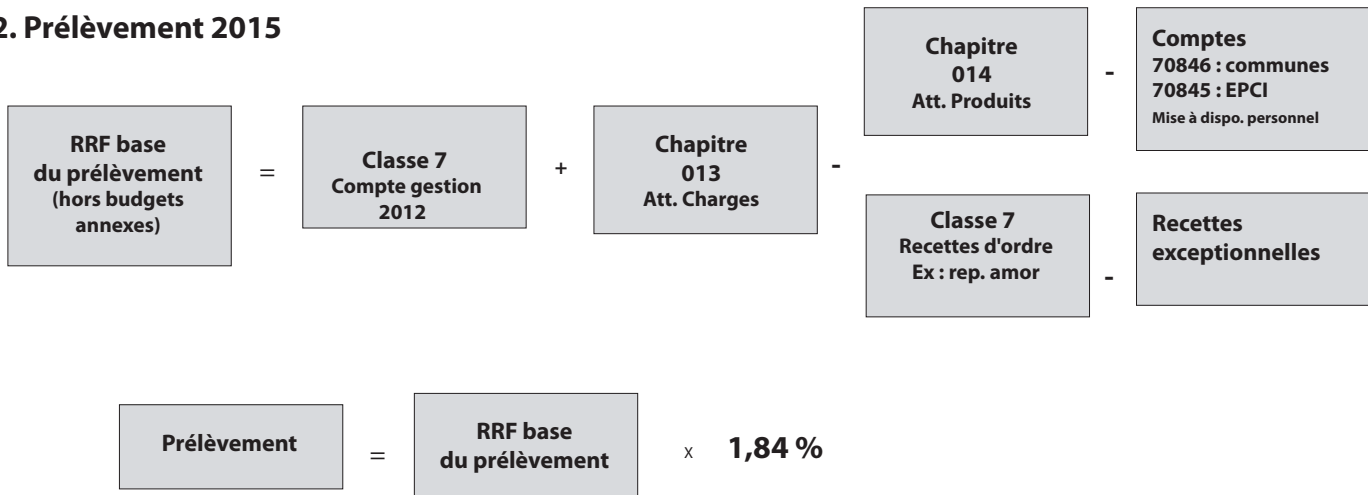 2. Prélèvement 2015
RRF base
du prélèvement
(hors budgets
annexes)
=
Classe 7
Compte gestion
2012
+
Chapitre
013
Att. Charges
-
Chapitre
014
Att. Produits
-
Comptes
70846 : communes
70845 : EPCI
Mise à dispo. personnel
Classe 7
Recettes d'ordre
Ex : rep. amor
-
Recettes
exceptionnelles
Prélèvement
=
RRF base
du prélèvement
x
1,84 %